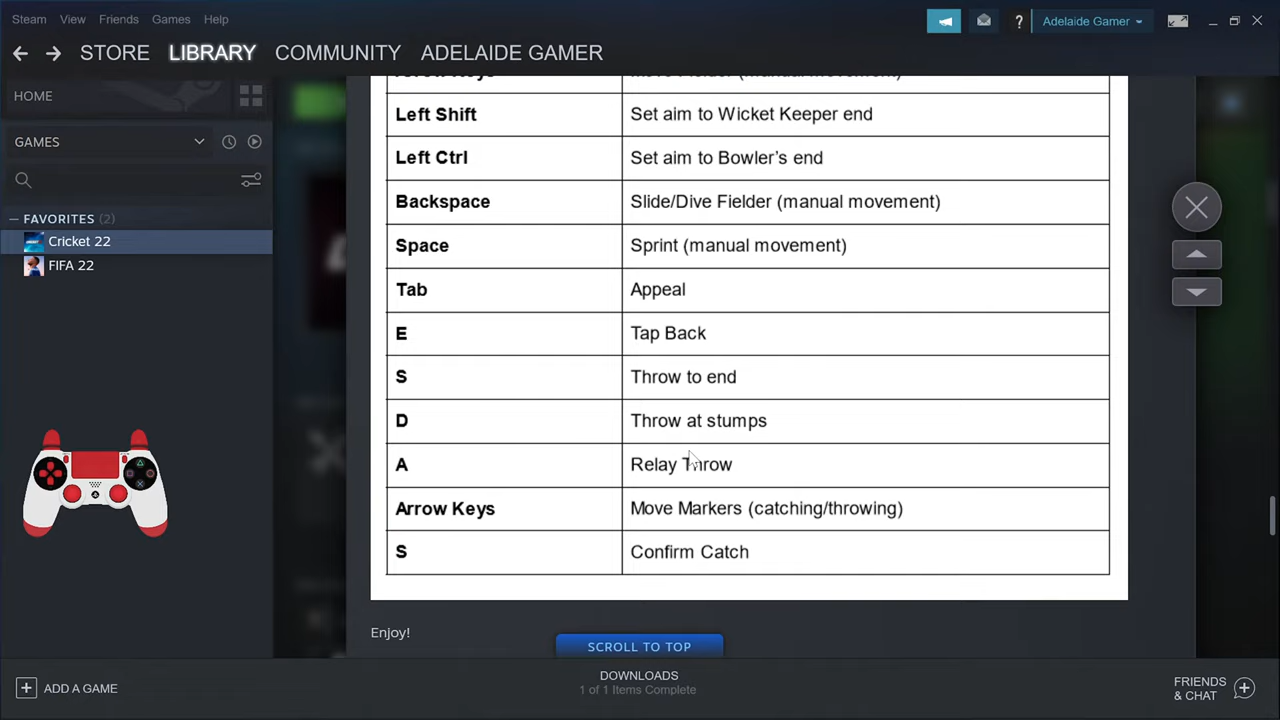 Steam View Friends Games Help
? Adelaide Gamer
STORE LIBRARY COMMUNITY ADELAIDE GAMER
HOME
GAMES
FAVORITES (2)
Cricket 22
FIFA 22
Left Shift Set aim to Wicket Keeper end
Left Ctrl Set aim to Bowler's end
Backspace Slide/Dive Fielder (manual movement)
Space Sprint (manual movement)
Tab Appeal
E Tap Back
S Throw to end
D Throw at stumps
A Relay Throw
Arrow Keys Move Markers (catching/throwing)
S Confirm Catch
Enjoy!
SCROLL TO TOP
ADD A GAME
DOWNLOADS
1 of 1 Items Complete
FRIENDS
& CHAT